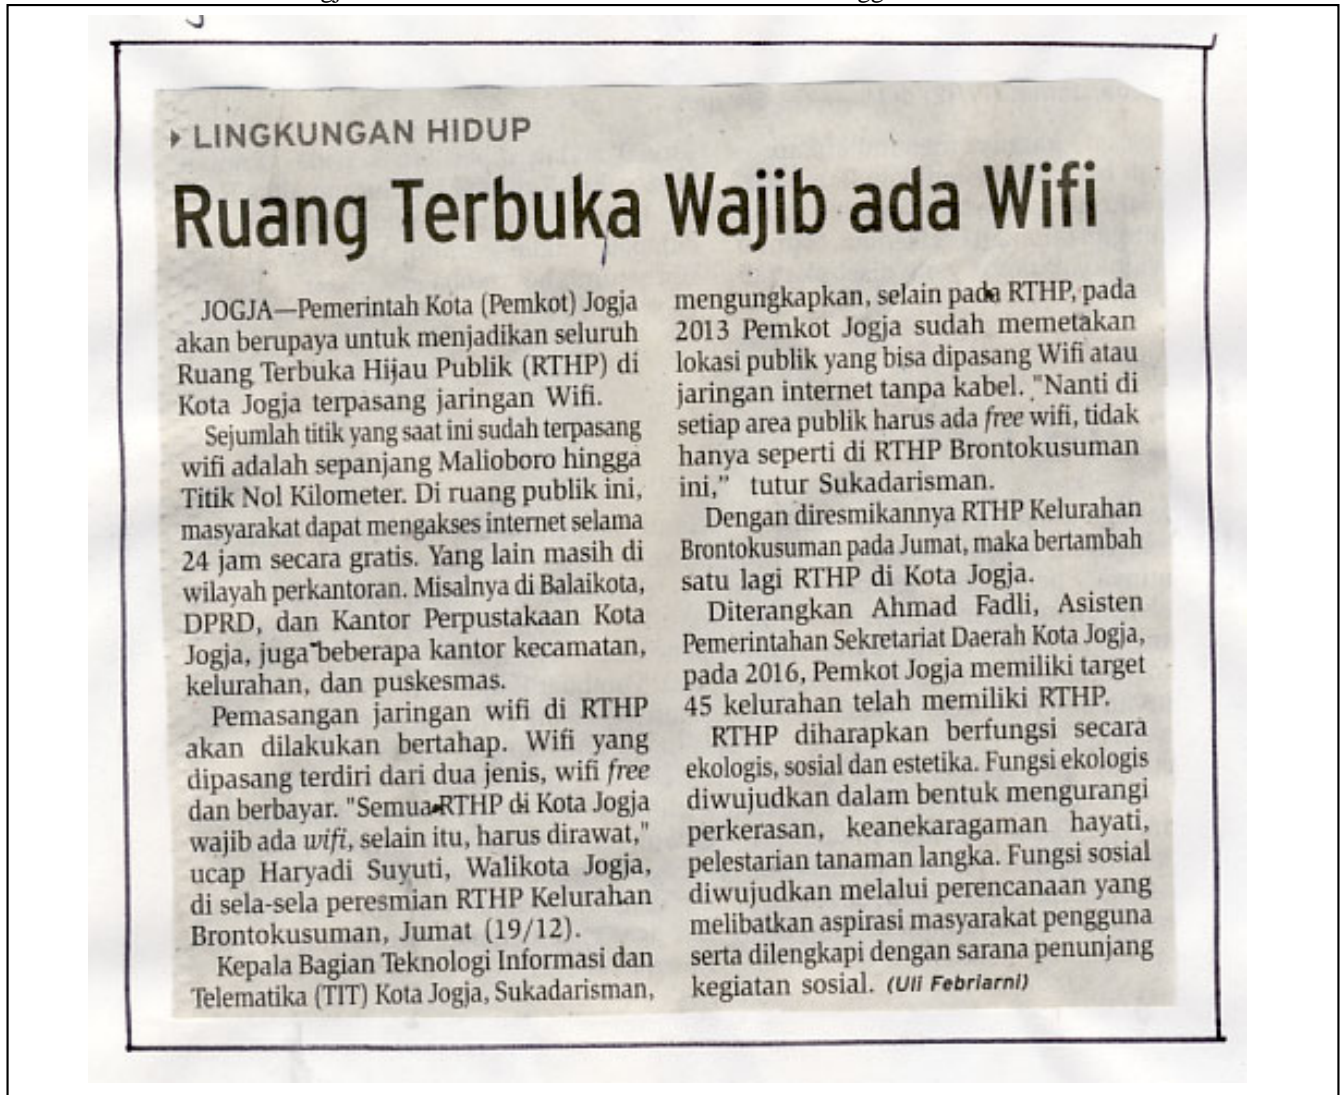 LINGKUNGAN HIDUP
Ruang Terbuka Wajib ada Wifi
JOGJA—Pemerintah Kota (Pemkot) Jogja
akan berupaya untuk menjadikan seluruh
Ruang Terbuka Hijau Publik (RTHP) di
Kota Jogja terpasang jaringan Wifi.
Sejumlah titik yang saat ini sudah terpasang
wifi adalah sepanjang Malioboro hingga
Titik Nol Kilometer. Di ruang publik ini,
masyarakat dapat mengakses internet selama
24 jam secara gratis. Yang lain masih di
wilayah perkantoran. Misalnya di Balaikota,
DPRD, dan Kantor Perpustakaan Kota
Jogja, juga beberapa kantor kecamatan,
kelurahan, dan puskesmas.
Pemasangan jaringan wifi di RTHP
akan dilakukan bertahap. Wifi yang
dipasang terdiri dari dua jenis, wifi free
dan berbayar. "Semua RTHP di Kota Jogja
wajib ada wifi, selain itu, harus dirawat,"
ucap Haryadi Suyuti, Walikota Jogja,
di sela-sela peresmian RTHP Kelurahan
Brontokusuman, Jumat (19/12).
Kepala Bagian Teknologi Informasi dan
Telematika (TIT) Kota Jogja, Sukadarisman,
mengungkapkan, selain pada RTHP, pada
2013 Pemkot Jogja sudah memetakan
lokasi publik yang bisa dipasang Wifi atau
jaringan internet tanpa kabel. "Nanti di
setiap area publik harus ada free wifi, tidak
hanya seperti di RTHP Brontokusuman
ini," tutur Sukadarisman.
Dengan diresmikannya RTHP Kelurahan
Brontokusuman pada Jumat, maka bertambah
satu lagi RTHP di Kota Jogja.
Diterangkan Ahmad Fadli, Asisten
Pemerintahan Sekretariat Daerah Kota Jogja,
pada 2016, Pemkot Jogja memiliki target
45 kelurahan telah memiliki RTHP.
RTHP diharapkan berfungsi secara
ekologis, sosial dan estetika. Fungsi ekologis
diwujudkan dalam bentuk mengurangi
perkerasan, keanekaragaman hayati,
pelestarian tanaman langka. Fungsi sosial
diwujudkan melalui perencanaan yang
melibatkan aspirasi masyarakat pengguna
serta dilengkapi dengan sarana penunjang
kegiatan sosial. (Uli Febriarni)